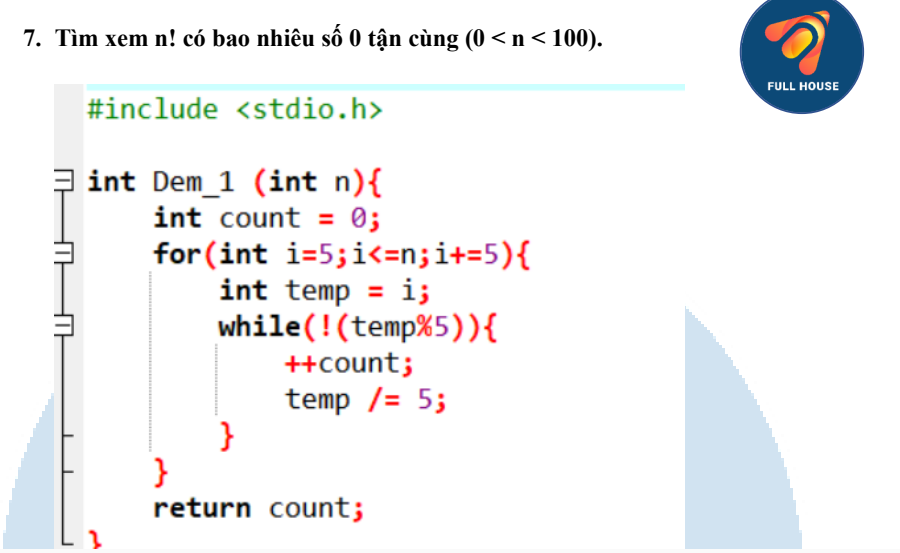 7. Tìm xem n! có bao nhiêu số 0 tận cùng (0 < n < 100).
FULL HOUSE
#include <stdio.h>
int Dem_1 (int n){
int count = 0;
for(int i=5;i<=n;i+=5){
int temp = i;
while(!(temp%5)){
++count;
temp /= 5;
}
}
return count;
}